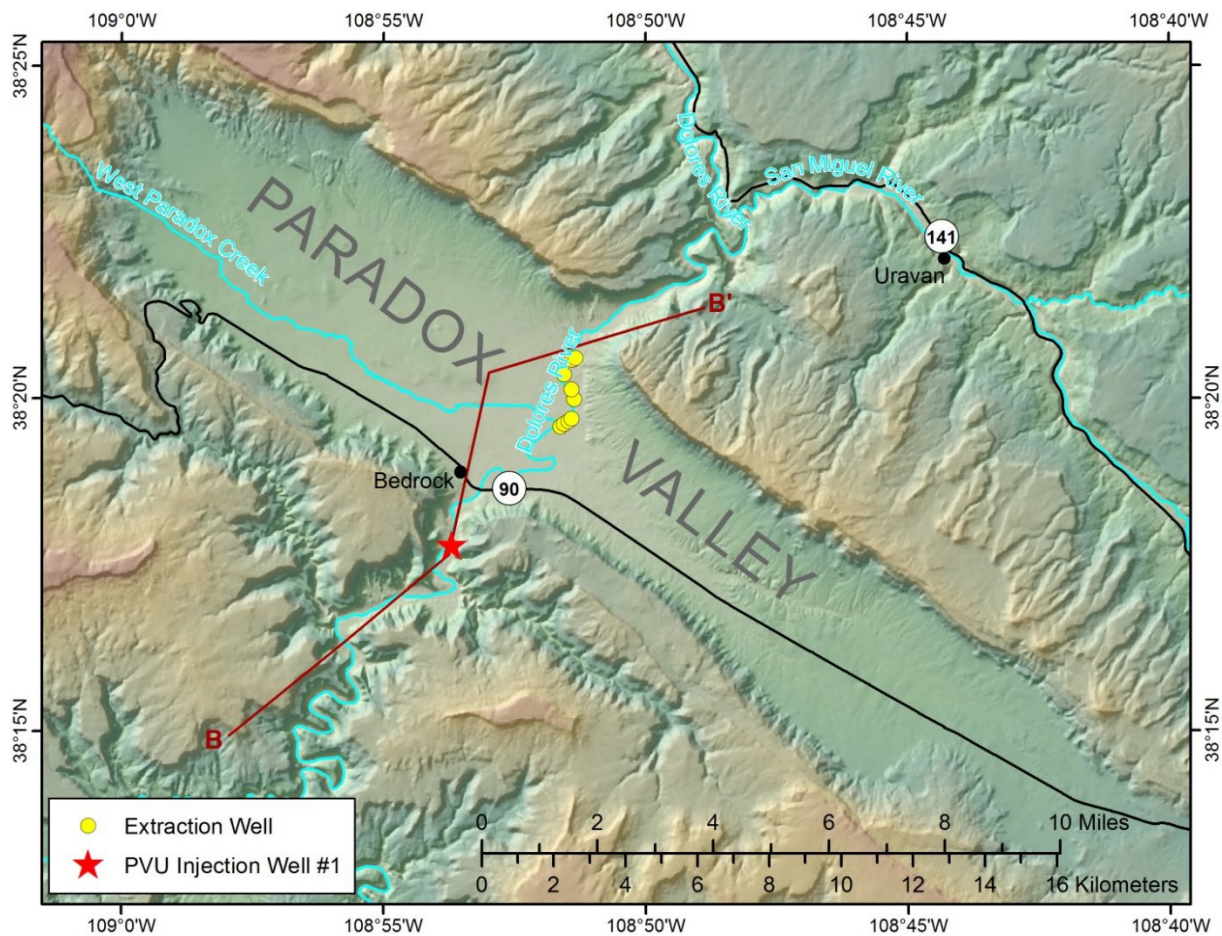 109°0'W
108°55'W
108°50'W
108°45'W
108°40'W
38°25'N
38°25'N
Dolores River
San Miguel River
West Paradox Creek
PARADOX
141
Uravan
B'
Dolores River
38°20'N
38°20'N
VALLEY
Bedrock
90
38°15'N
38°15'N
B
Extraction Well
PVU Injection Well #1
0 2 4 6 8 10 Miles
0 2 4 6 8 10 12 14 16 Kilometers
109°0'W
108°55'W
108°50'W
108°45'W
108°40'W